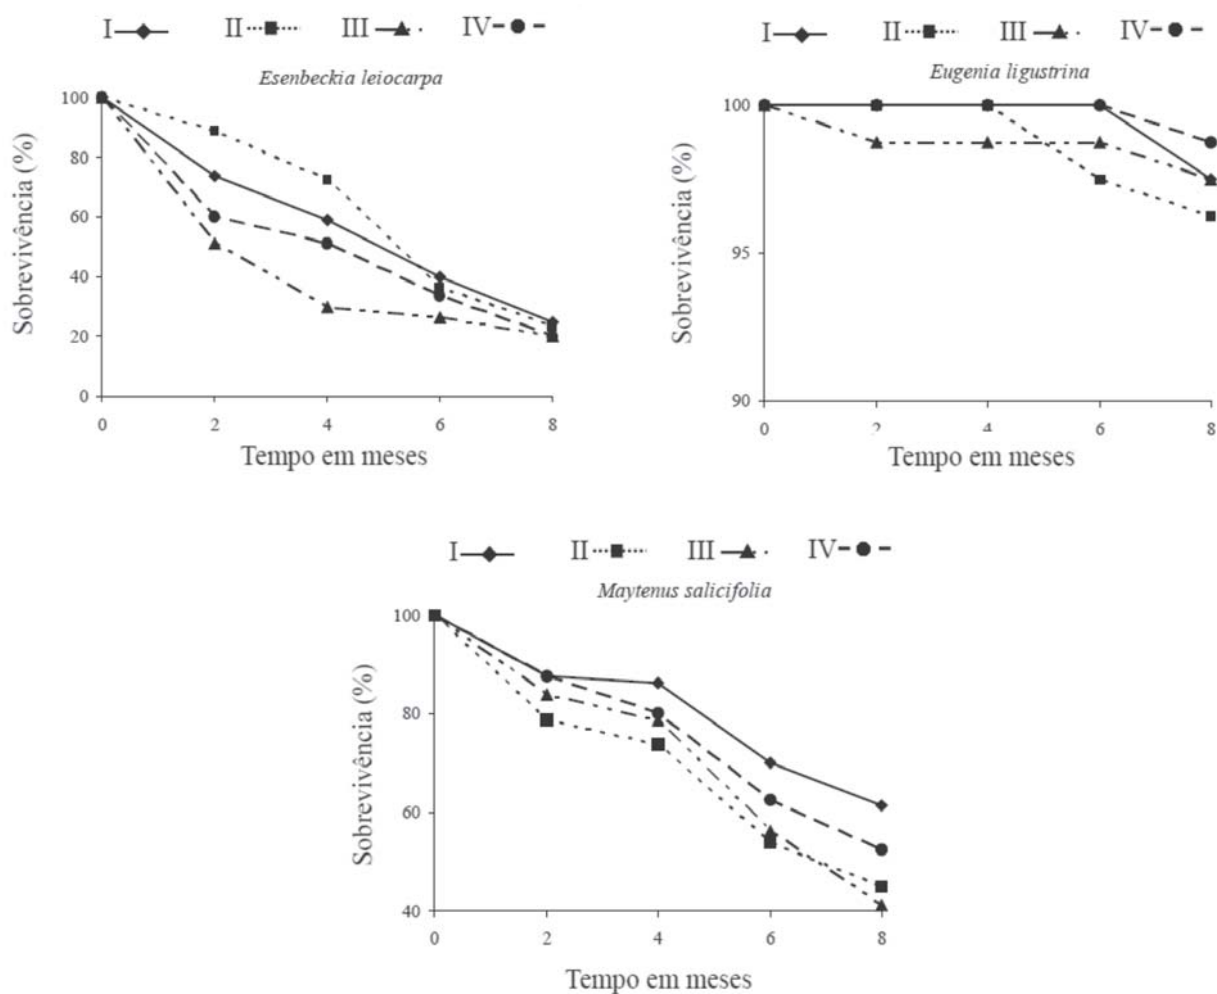 I II III IV
Esenbeckia leiocarpa
Sobrevivência (%)
100
80
60
40
20
0
0 2 4 6 8
Tempo em meses
I II III IV
Eugenia ligustrina
Sobrevivência (%)
100
95
90
0 2 4 6 8
Tempo em meses
I II III IV
Maytenus salicifolia
Sobrevivência (%)
100
80
60
40
0 2 4 6 8
Tempo em meses